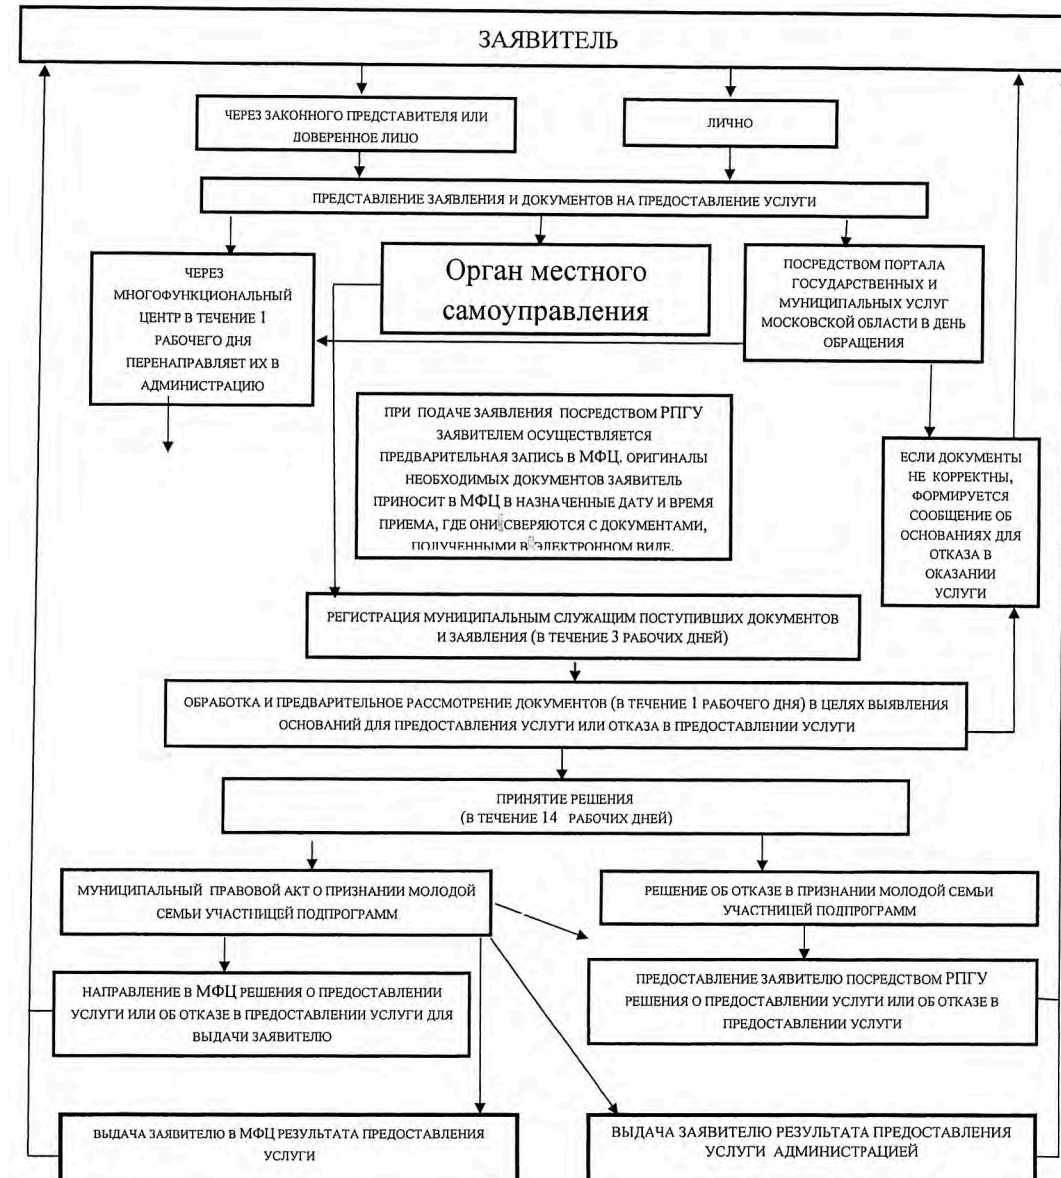 ЗАЯВИТЕЛЬ
ЧЕРЕЗ ЗАКОННОГО ПРЕДСТАВИТЕЛЯ ИЛИ
ДОВЕРЕННОЕ ЛИЦО
ЛИЧНО
ПРЕДСТАВЛЕНИЕ ЗАЯВЛЕНИЯ И ДОКУМЕНТОВ НА ПРЕДОСТАВЛЕНИЕ УСЛУГИ
ЧЕРЕЗ
МНОГОФУНКЦИОНАЛЬНЫЙ
ЦЕНТР В ТЕЧЕНИЕ 1
РАБОЧЕГО ДНЯ
ПЕРЕНАПРАВЛЯЕТ ИХ В
АДМИНИСТРАЦИЮ
Орган местного
самоуправления
ПОСРЕДСТВОМ ПОРТАЛА
ГОСУДАРСТВЕННЫХ И
МУНИЦИПАЛЬНЫХ УСЛУГ
МОСКОВСКОЙ ОБЛАСТИ В ДЕНЬ
ОБРАЩЕНИЯ
ПРИ ПОДАЧЕ ЗАЯВЛЕНИЯ ПОСРЕДСТВОМ РПГУ
ЗАЯВИТЕЛЕМ ОСУЩЕСТВЛЯЕТСЯ
ПРЕДВАРИТЕЛЬНАЯ ЗАПИСЬ В МФЦ. ОРИГИНАЛЫ
НЕОБХОДИМЫХ ДОКУМЕНТОВ ЗАЯВИТЕЛЬ
ПРИНОСИТ В МФЦ В НАЗНАЧЕННЫЕ ДАТУ И ВРЕМЯ
ПРИЕМА, ГДЕ ОНИ СВЕРЯЮТСЯ С ДОКУМЕНТАМИ,
ПОЛУЧЕННЫМИ В ЭЛЕКТРОННОМ ВИДЕ.
ЕСЛИ ДОКУМЕНТЫ
НЕ КОРРЕКТНЫ,
ФОРМИРУЕТСЯ
СООБЩЕНИЕ ОБ
ОСНОВАНИЯХ ДЛЯ
ОТКАЗА В
ОКАЗАНИИ
УСЛУГИ
РЕГИСТРАЦИЯ МУНИЦИПАЛЬНЫМ СЛУЖАЩИМ ПОСТУПИВШИХ ДОКУМЕНТОВ
И ЗАЯВЛЕНИЯ (В ТЕЧЕНИЕ 3 РАБОЧИХ ДНЕЙ)
ОБРАБОТКА И ПРЕДВАРИТЕЛЬНОЕ РАССМОТРЕНИЕ ДОКУМЕНТОВ (В ТЕЧЕНИЕ 1 РАБОЧЕГО ДНЯ) В ЦЕЛЯХ ВЫЯВЛЕНИЯ
ОСНОВАНИЙ ДЛЯ ПРЕДОСТАВЛЕНИЯ УСЛУГИ ИЛИ ОТКАЗА В ПРЕДОСТАВЛЕНИИ УСЛУГИ
ПРИНЯТИЕ РЕШЕНИЯ
(В ТЕЧЕНИЕ 14 РАБОЧИХ ДНЕЙ)
МУНИЦИПАЛЬНЫЙ ПРАВОВОЙ АКТ О ПРИЗНАНИИ МОЛОДОЙ
СЕМЬИ УЧАСТНИЦЕЙ ПОДПРОГРАММ
РЕШЕНИЕ ОБ ОТКАЗЕ В ПРИЗНАНИИ МОЛОДОЙ СЕМЬИ
УЧАСТНИЦЕЙ ПОДПРОГРАММ
НАПРАВЛЕНИЕ В МФЦ РЕШЕНИЯ О ПРЕДОСТАВЛЕНИИ
УСЛУГИ ИЛИ ОБ ОТКАЗЕ В ПРЕДОСТАВЛЕНИИ УСЛУГИ ДЛЯ
ВЫДАЧИ ЗАЯВИТЕЛЮ
ПРЕДОСТАВЛЕНИЕ ЗАЯВИТЕЛЮ ПОСРЕДСТВОМ РПГУ
РЕШЕНИЯ О ПРЕДОСТАВЛЕНИИ УСЛУГИ ИЛИ ОБ ОТКАЗЕ В
ПРЕДОСТАВЛЕНИИ УСЛУГИ
ВЫДАЧА ЗАЯВИТЕЛЮ В МФЦ РЕЗУЛЬТАТА ПРЕДОСТАВЛЕНИЯ
УСЛУГИ
ВЫДАЧА ЗАЯВИТЕЛЮ РЕЗУЛЬТАТА ПРЕДОСТАВЛЕНИЯ
УСЛУГИ АДМИНИСТРАЦИЕЙ